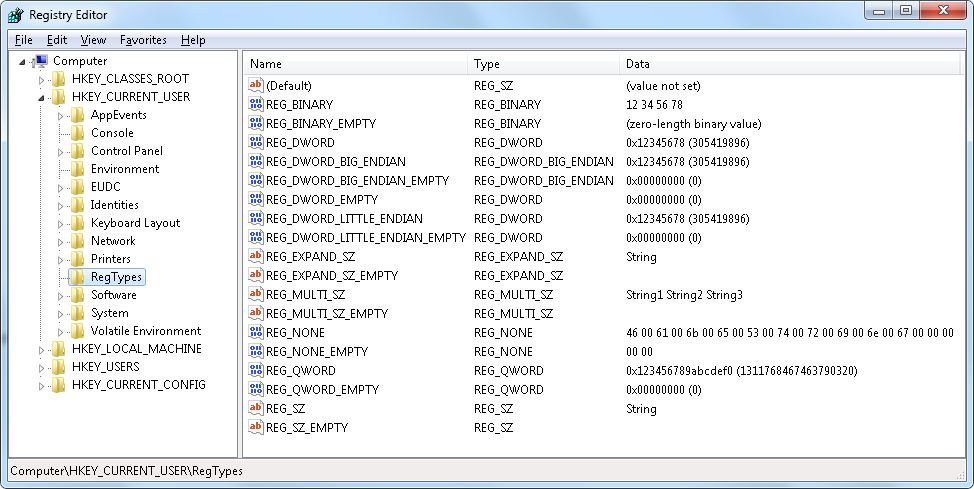 Registry Editor
File Edit View Favorites Help
Computer
HKEY_CLASSES_ROOT
HKEY_CURRENT_USER
AppEvents
Console
Control Panel
Environment
EUDC
Identities
Keyboard Layout
Network
Printers
RegTypes
Software
System
Volatile Environment
HKEY_LOCAL_MACHINE
HKEY_USERS
HKEY_CURRENT_CONFIG
Name Type Data
(Default) REG_SZ (value not set)
REG_BINARY REG_BINARY 12 34 56 78
REG_BINARY_EMPTY REG_BINARY (zero-length binary value)
REG_DWORD REG_DWORD 0x12345678 (305419896)
REG_DWORD_BIG_ENDIAN REG_DWORD_BIG_ENDIAN 0x12345678 (305419896)
REG_DWORD_BIG_ENDIAN_EMPTY REG_DWORD_BIG_ENDIAN 0x00000000 (0)
REG_DWORD_EMPTY REG_DWORD 0x00000000 (0)
REG_DWORD_LITTLE_ENDIAN REG_DWORD 0x12345678 (305419896)
REG_DWORD_LITTLE_ENDIAN_EMPTY REG_DWORD 0x00000000 (0)
REG_EXPAND_SZ REG_EXPAND_SZ String
REG_EXPAND_SZ_EMPTY REG_EXPAND_SZ
REG_MULTI_SZ REG_MULTI_SZ String1 String2 String3
REG_MULTI_SZ_EMPTY REG_MULTI_SZ
REG_NONE REG_NONE 46 00 61 00 6b 00 65 00 53 00 74 00 72 00 69 00 6e 00 67 00 00 00
REG_NONE_EMPTY REG_NONE 00 00
REG_QWORD REG_QWORD 0x123456789abcdef0 (1311768467463790320)
REG_QWORD_EMPTY REG_QWORD 0x00000000 (0)
REG_SZ REG_SZ String
REG_SZ_EMPTY REG_SZ
Computer\HKEY_CURRENT_USER\RegTypes